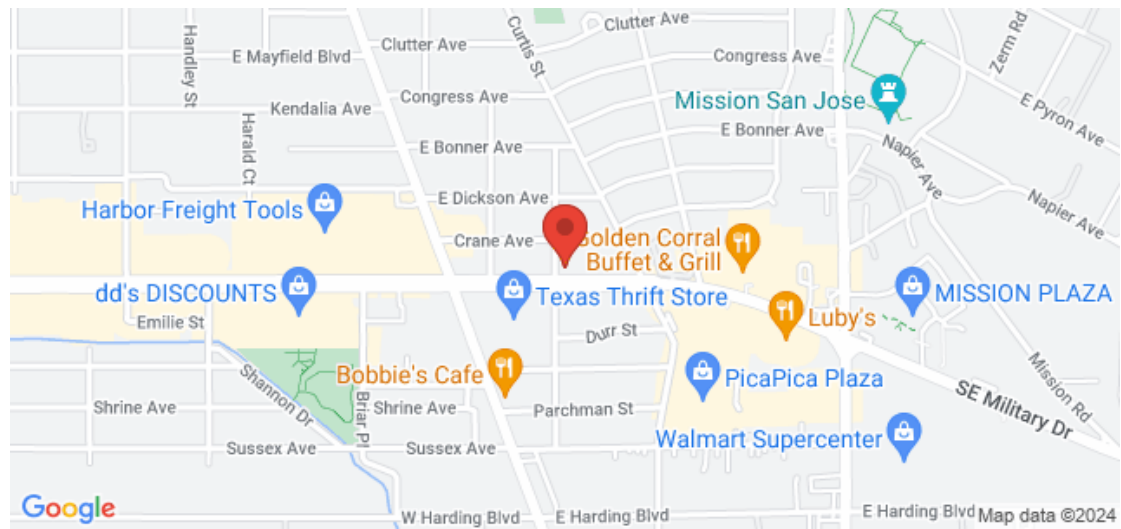 Clutter Ave
Zerm Rd
Handley St
Curtis St
Clutter Ave
E Mayfield Blvd
Congress Ave
Congress Ave
Kendalia Ave
Mission San Jose
E Pyron Ave
Harald Ct
E Bonner Ave
E Bonner Ave
Napier Ave
E Dickson Ave
Napier Ave
Harbor Freight Tools
Crane Ave
Golden Corral
Buffet & Grill
dd's DISCOUNTS
Texas Thrift Store
MISSION PLAZA
Emilie St
Luby's
Durr St
Bobbie's Cafe
PicaPica Plaza
Shannon Dr
Mission Rd
SE Military Dr
Shrine Ave
Briar Pl
Shrine Ave
Parchman St
Sussex Ave
Sussex Ave
Walmart Supercenter
Google
W Harding Blvd
E Harding Blvd
E Harding Blvd
Map data ©2024